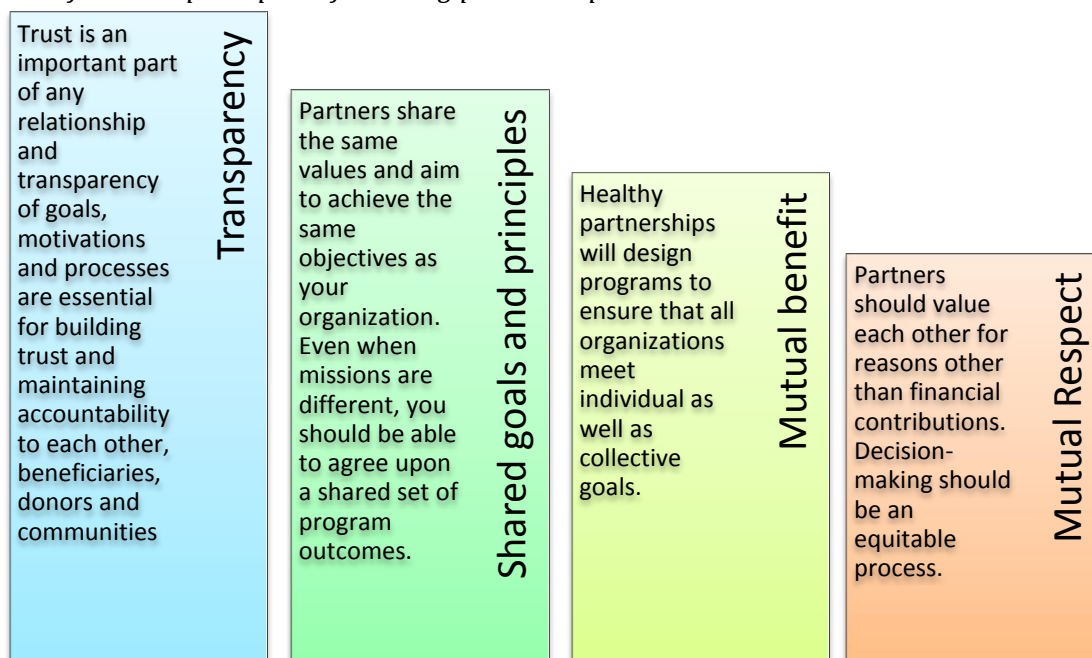 Trust is an
important part
of any
relationship
and
transparency
of goals,
motivations
and processes
are essential
for building
trust and
maintaining
accountability
to each other,
beneficiaries,
donors and
communities
Transparency
Partners share
the same
values and aim
to achieve the
same
objectives as
your
organization.
Even when
missions are
different, you
should be able
to agree upon
a shared set of
program
outcomes.
Shared goals and principles
Healthy
partnerships
will design
programs to
ensure that all
organizations
meet
individual as
well as
collective
goals.
Mutual benefit
Partners
should value
each other for
reasons other
than financial
contributions.
Decision-
making should
be an
equitable
process.
Mutual Respect